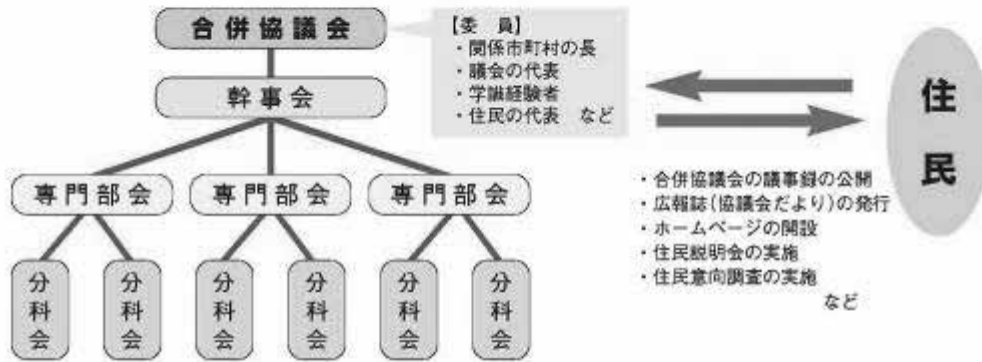 合併協議会
【委　員】
・関係市町村の長
・議会の代表
・学識経験者
・住民の代表　など
幹事会
住民
専門部会
専門部会
専門部会
・合併協議会の議事録の公開
・広報誌(協議会だより)の発行
・ホームページの開設
・住民説明会の実施
・住民意向調査の実施
など
分科会
分科会
分科会
分科会
分科会
分科会